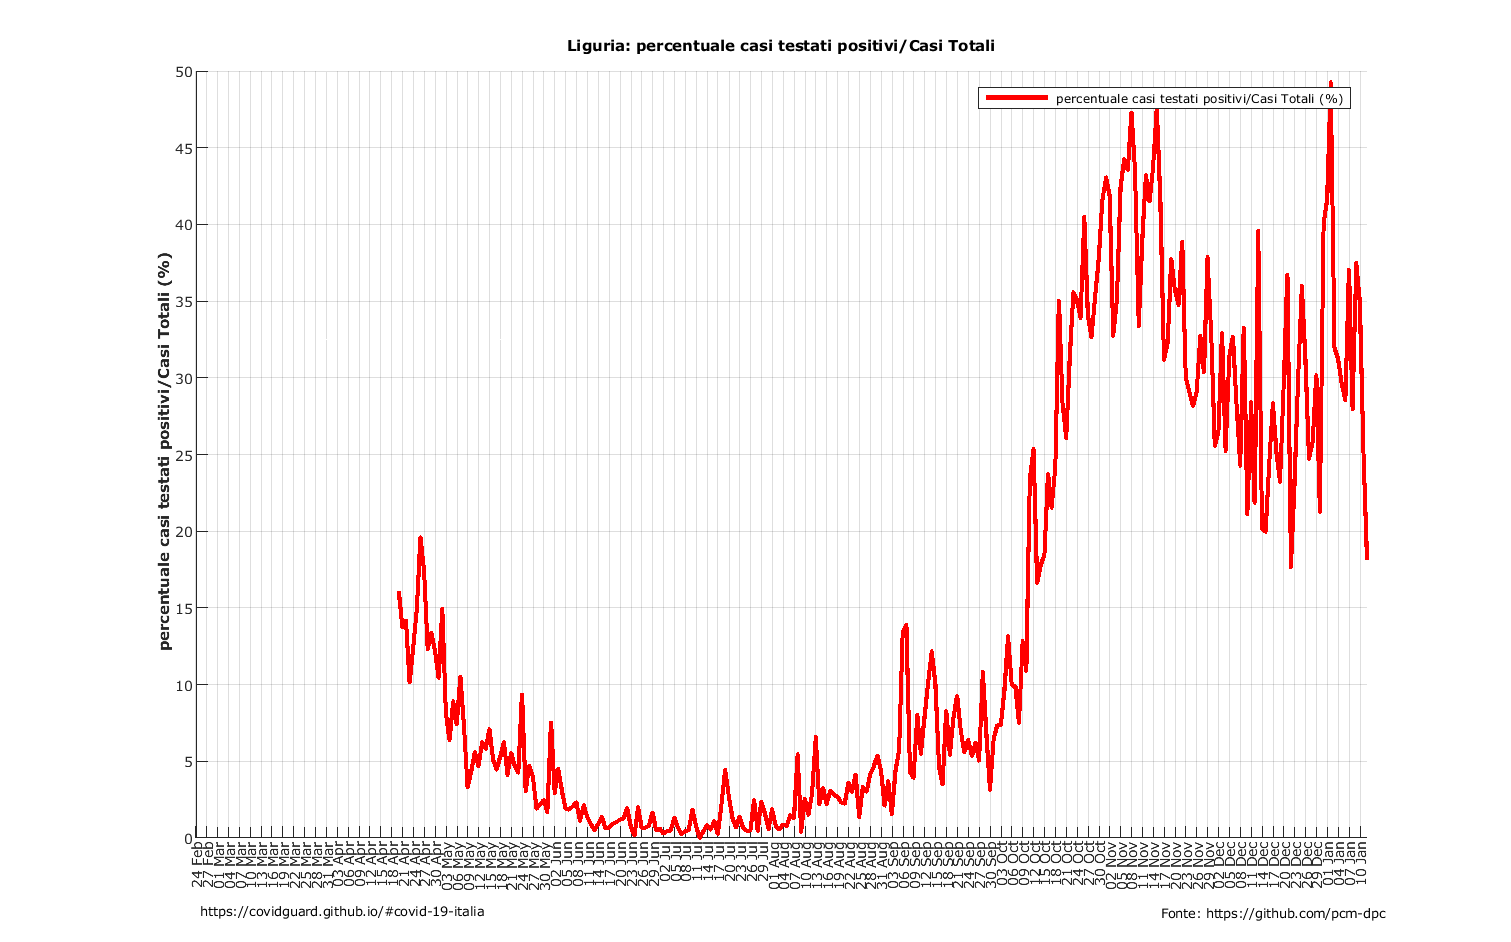 Liguria: percentuale casi testati positivi/Casi Totali
percentuale casi testati positivi/Casi Totali (%)
percentuale casi testati positivi/Casi Totali (%)
50
45
40
35
30
25
20
15
10
5
0
24 Feb
27 Feb
01 Mar
04 Mar
07 Mar
10 Mar
13 Mar
16 Mar
19 Mar
22 Mar
25 Mar
28 Mar
31 Mar
03 Apr
06 Apr
09 Apr
12 Apr
15 Apr
18 Apr
21 Apr
24 Apr
27 Apr
30 Apr
03 May
06 May
09 May
12 May
15 May
18 May
21 May
24 May
27 May
30 May
02 Jun
05 Jun
08 Jun
11 Jun
14 Jun
17 Jun
20 Jun
23 Jun
26 Jun
29 Jun
02 Jul
05 Jul
08 Jul
11 Jul
14 Jul
17 Jul
20 Jul
23 Jul
26 Jul
29 Jul
01 Aug
04 Aug
07 Aug
10 Aug
13 Aug
16 Aug
19 Aug
22 Aug
25 Aug
28 Aug
31 Aug
03 Sep
06 Sep
09 Sep
12 Sep
15 Sep
18 Sep
21 Sep
24 Sep
27 Sep
30 Sep
03 Oct
06 Oct
09 Oct
12 Oct
15 Oct
18 Oct
21 Oct
24 Oct
27 Oct
30 Oct
02 Nov
05 Nov
08 Nov
11 Nov
14 Nov
17 Nov
20 Nov
23 Nov
26 Nov
29 Nov
02 Dec
05 Dec
08 Dec
11 Dec
14 Dec
17 Dec
20 Dec
23 Dec
26 Dec
29 Dec
01 Jan
04 Jan
07 Jan
10 Jan
https://covidguard.github.io/#covid-19-italia
Fonte: https://github.com/pcm-dpc